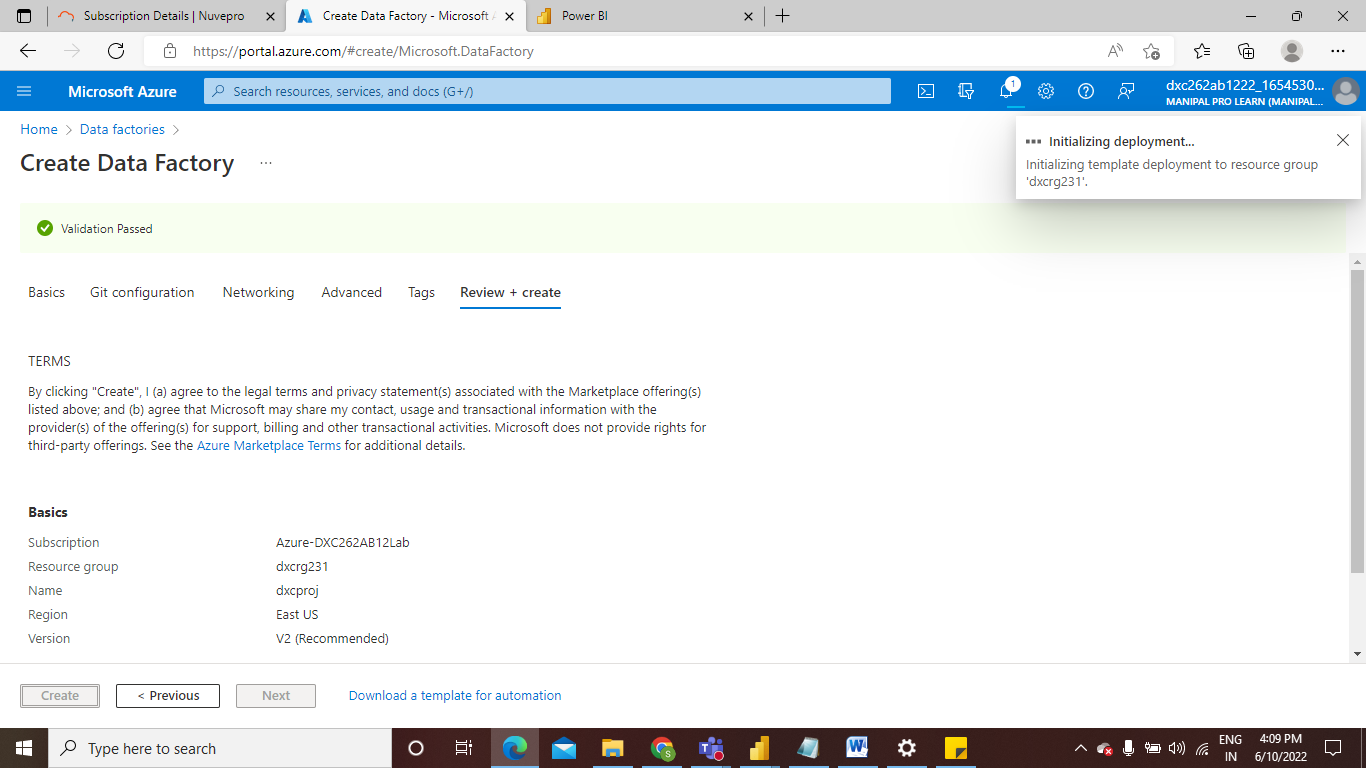 Subscription Details | Nuvepro
Create Data Factory - Microsoft A
Power BI
https://portal.azure.com/#create/Microsoft.DataFactory
Microsoft Azure
Search resources, services, and docs (G+/)
1
dxc262ab1222_1654530...
MANIPAL PRO LEARN (MANIPAL...
Home > Data factories >
Create Data Factory ...
Initializing deployment...
Initializing template deployment to resource group
'dxcrg231'.
Validation Passed
Basics Git configuration Networking Advanced Tags Review + create
TERMS
By clicking "Create", I (a) agree to the legal terms and privacy statement(s) associated with the Marketplace offering(s)
listed above; and (b) agree that Microsoft may share my contact, usage and transactional information with the
provider(s) of the offering(s) for support, billing and other transactional activities. Microsoft does not provide rights for
third-party offerings. See the Azure Marketplace Terms for additional details.
Basics
Subscription Azure-DXC262AB12Lab
Resource group dxcrg231
Name dxcproj
Region East US
Version V2 (Recommended)
Create < Previous Next Download a template for automation
Type here to search
ENG
IN
4:09 PM
6/10/2022